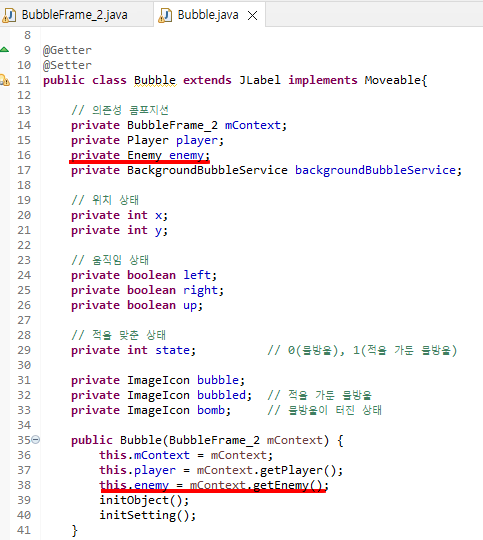 BubbleFrame_2.java
Bubble.java
8
9 @Getter
10 @Setter
11 public class Bubble extends JLabel implements Moveable{
12
13 // 의존성 콤포지션
14 private BubbleFrame_2 mContext;
15 private Player player;
16 private Enemy enemy;
17 private BackgroundBubbleService backgroundBubbleService;
18
19 // 위치 상태
20 private int x;
21 private int y;
22
23 // 움직임 상태
24 private boolean left;
25 private boolean right;
26 private boolean up;
27
28 // 적을 맞춘 상태
29 private int state; // 0(물방울), 1(적을 가둔 물방울)
30
31 private ImageIcon bubble;
32 private ImageIcon bubbled; // 적을 가둔 물방울
33 private ImageIcon bomb; // 물방울이 터진 상태
34
35 public Bubble(BubbleFrame_2 mContext) {
36 this.mContext = mContext;
37 this.player = mContext.getPlayer();
38 this.enemy = mContext.getEnemy();
39 initObject();
40 initSetting();
41 }